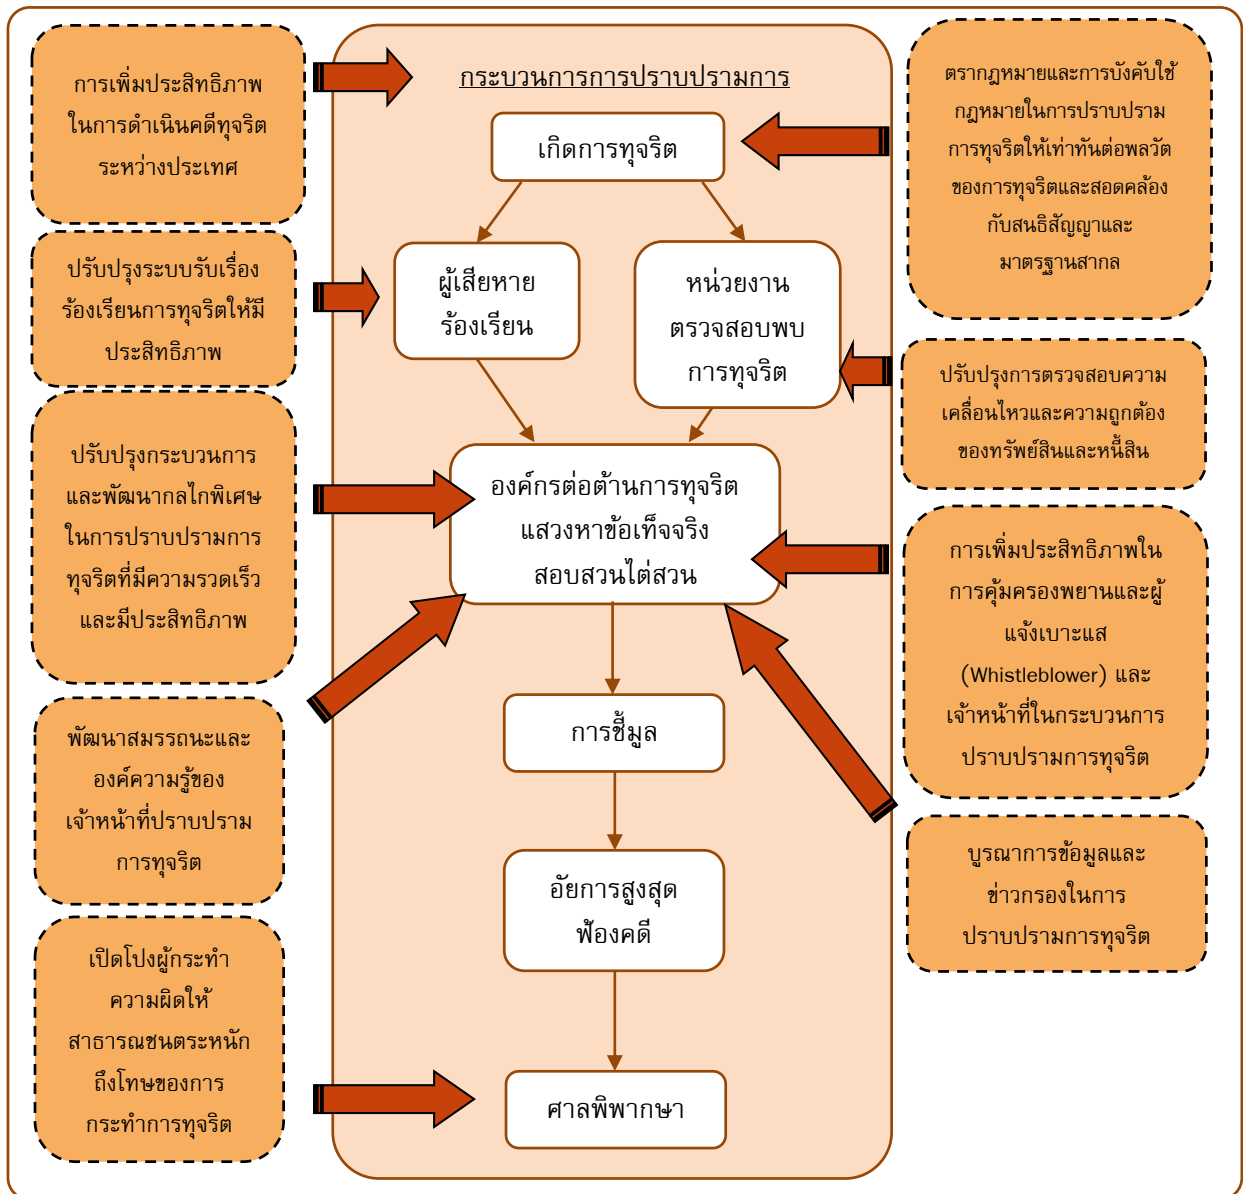 การเพิ่มประสิทธิภาพ
ในการดำเนินคดีทุจริต
ระหว่างประเทศ
ปรับปรุงระบบรับเรื่อง
ร้องเรียนการทุจริตให้มี
ประสิทธิภาพ
ปรับปรุงกระบวนการ
และพัฒนากลไกพิเศษ
ในการปราบปรามการ
ทุจริตที่มีความรวดเร็ว
และมีประสิทธิภาพ
พัฒนาสมรรถนะและ
องค์ความรู้ของ
เจ้าหน้าที่ปราบปราม
การทุจริต
เปิดโปงผู้กระทำ
ความผิดให้
สาธารณชนตระหนัก
ถึงโทษของการ
กระทำการทุจริต
กระบวนการการปราบปรามการ
เกิดการทุจริต
ผู้เสียหาย
ร้องเรียน
หน่วยงาน
ตรวจสอบพบ
การทุจริต
องค์กรต่อต้านการทุจริต
แสวงหาข้อเท็จจริง
สอบสวนไต่สวน
การชี้มูล
อัยการสูงสุด
ฟ้องคดี
ศาลพิพากษา
ตรากฎหมายและการบังคับใช้
กฎหมายในการปราบปราม
การทุจริตให้เท่าทันต่อพลวัต
ของการทุจริตและสอดคล้อง
กับสนธิสัญญาและ
มาตรฐานสากล
ปรับปรุงการตรวจสอบความ
เคลื่อนไหวและความถูกต้อง
ของทรัพย์สินและหนี้สิน
การเพิ่มประสิทธิภาพใน
การคุ้มครองพยานและผู้
แจ้งเบาะแส
(Whistleblower) และ
เจ้าหน้าที่ในกระบวนการ
ปราบปรามการทุจริต
บูรณาการข้อมูลและ
ข่าวกรองในการ
ปราบปรามการทุจริต